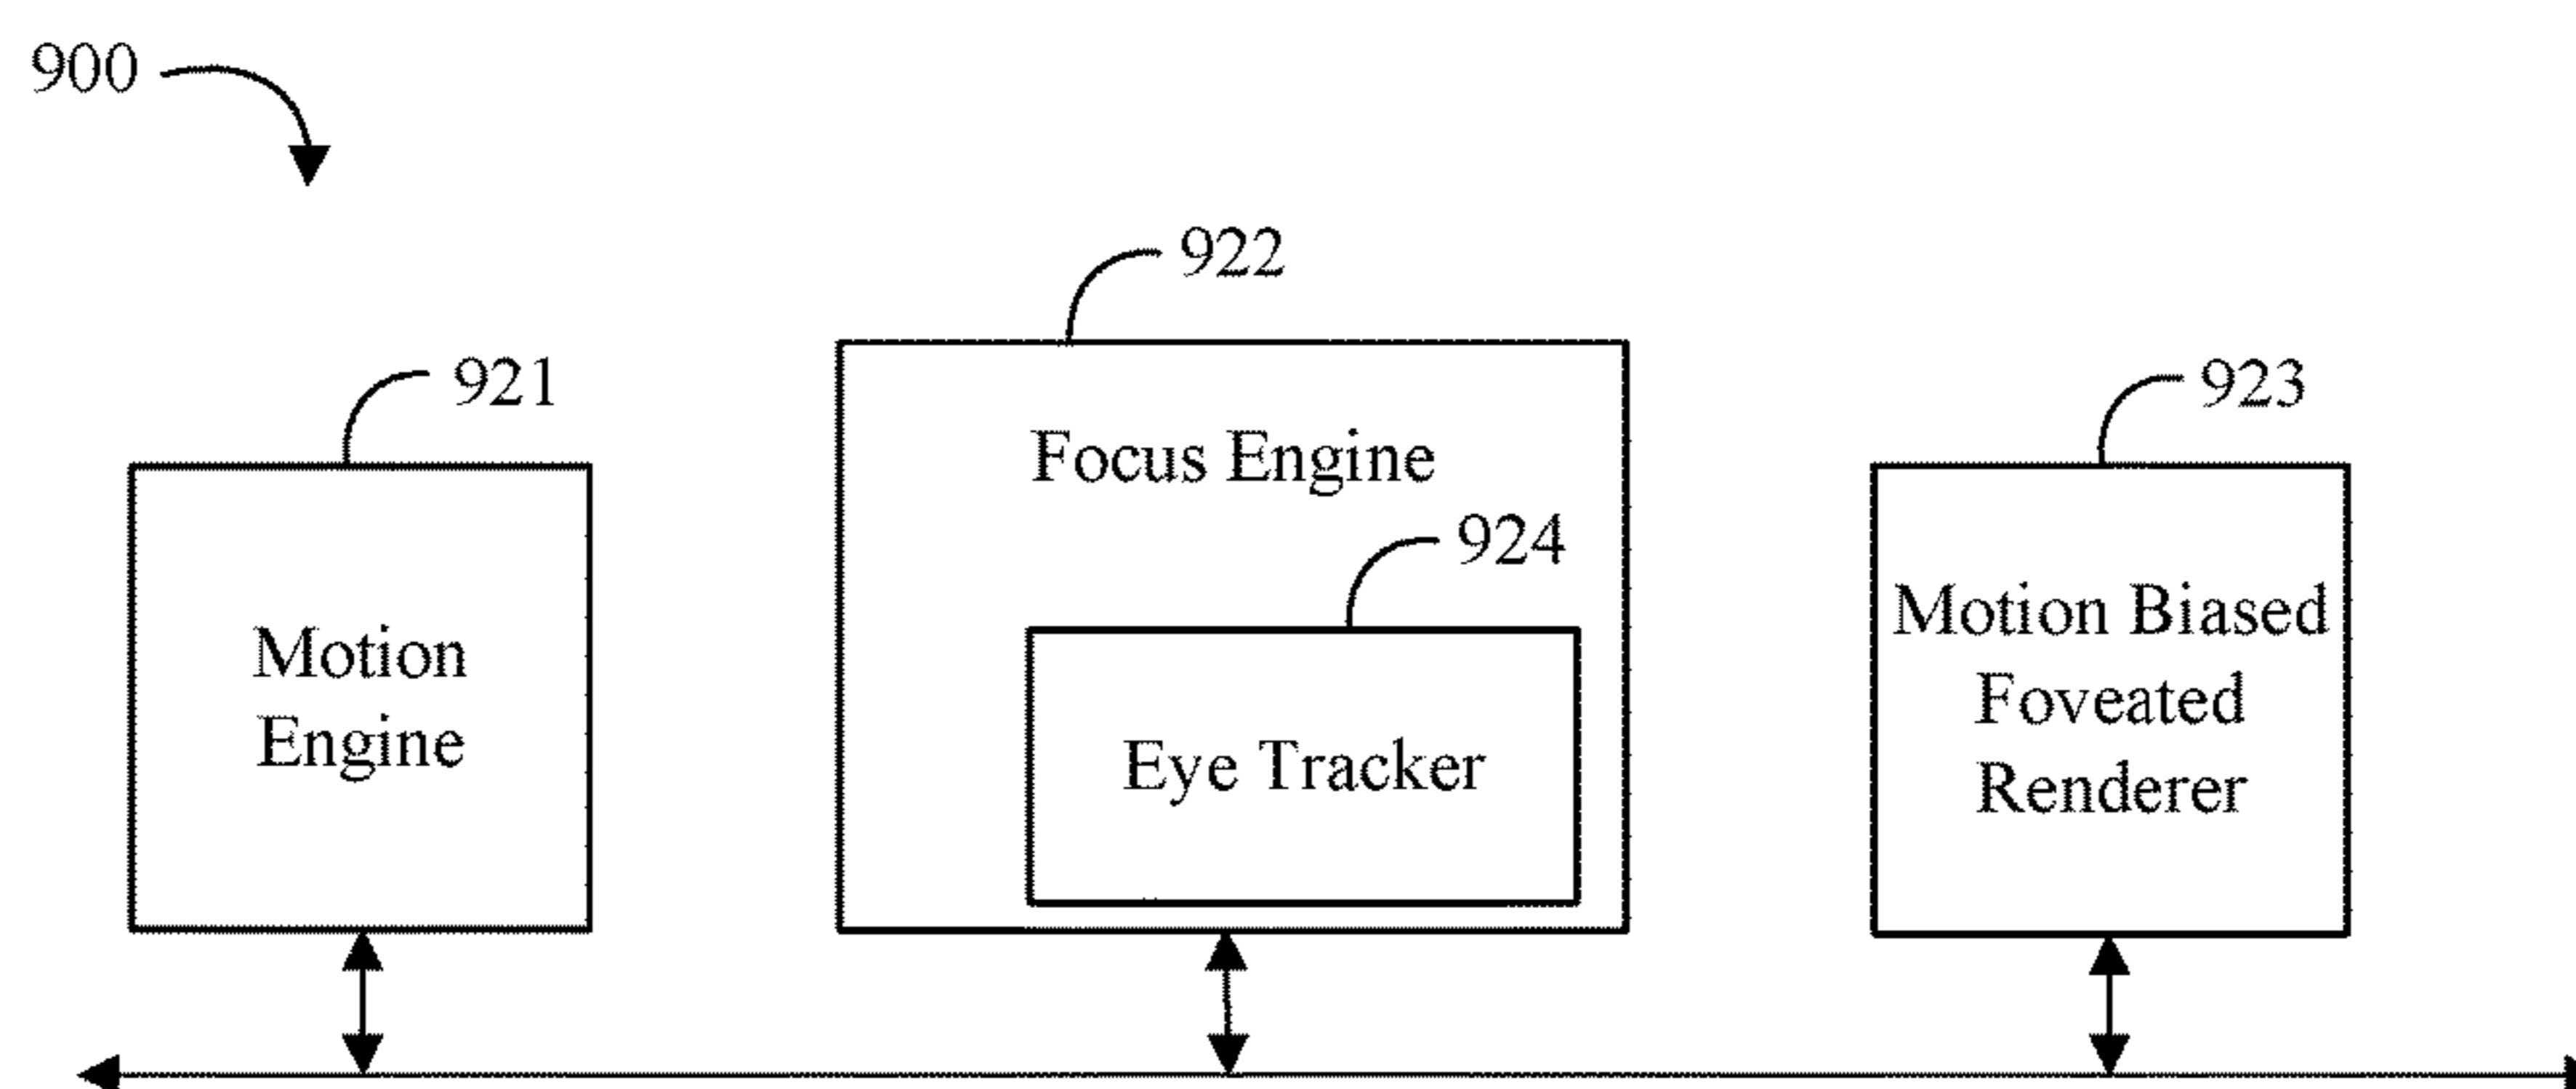 900
922
921
923
Focus Engine
924
Motion
Engine
Eye Tracker
Motion Biased
Foveated
Renderer